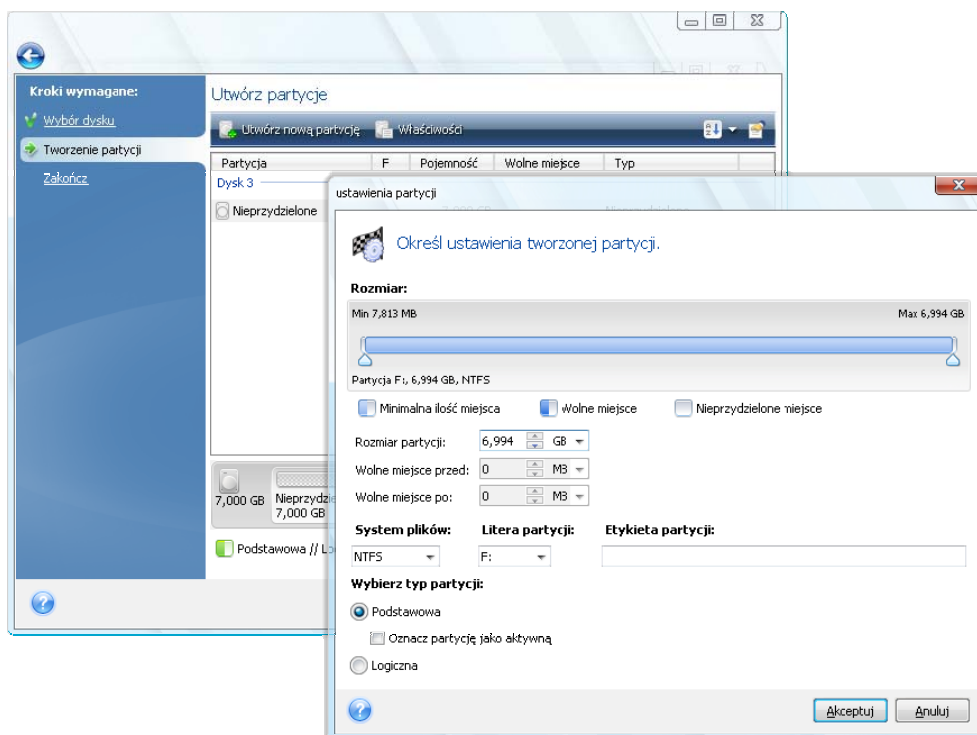 Kroki wymagane:
Wybór dysku
Tworzenie partycji
Zakończ
Utwórz partycje
Utwórz nową partycję Właściwości
Partycja F Pojemność Wolne miejsce Typ
Dysk 3
Nieprzydzielone
7,000 GB Nieprzydzie
7,000 GB
Podstawowa // Lo
ustawienia partycji
Określ ustawienia tworzonej partycji.
Rozmiar:
Min 7,813 MB Max 6,994 GB
Partycja F:, 6,994 GB, NTFS
Minimalna ilość miejsca Wolne miejsce Nieprzydzielone miejsce
Rozmiar partycji: 6,994 GB
Wolne miejsce przed: 0 MB
Wolne miejsce po: 0 MB
System plików: Litera partycji: Etykieta partycji:
NTFS F:
Wybierz typ partycji:
Podstawowa
Oznacz partycję jako aktywną
Logiczna
Akceptuj Anuluj